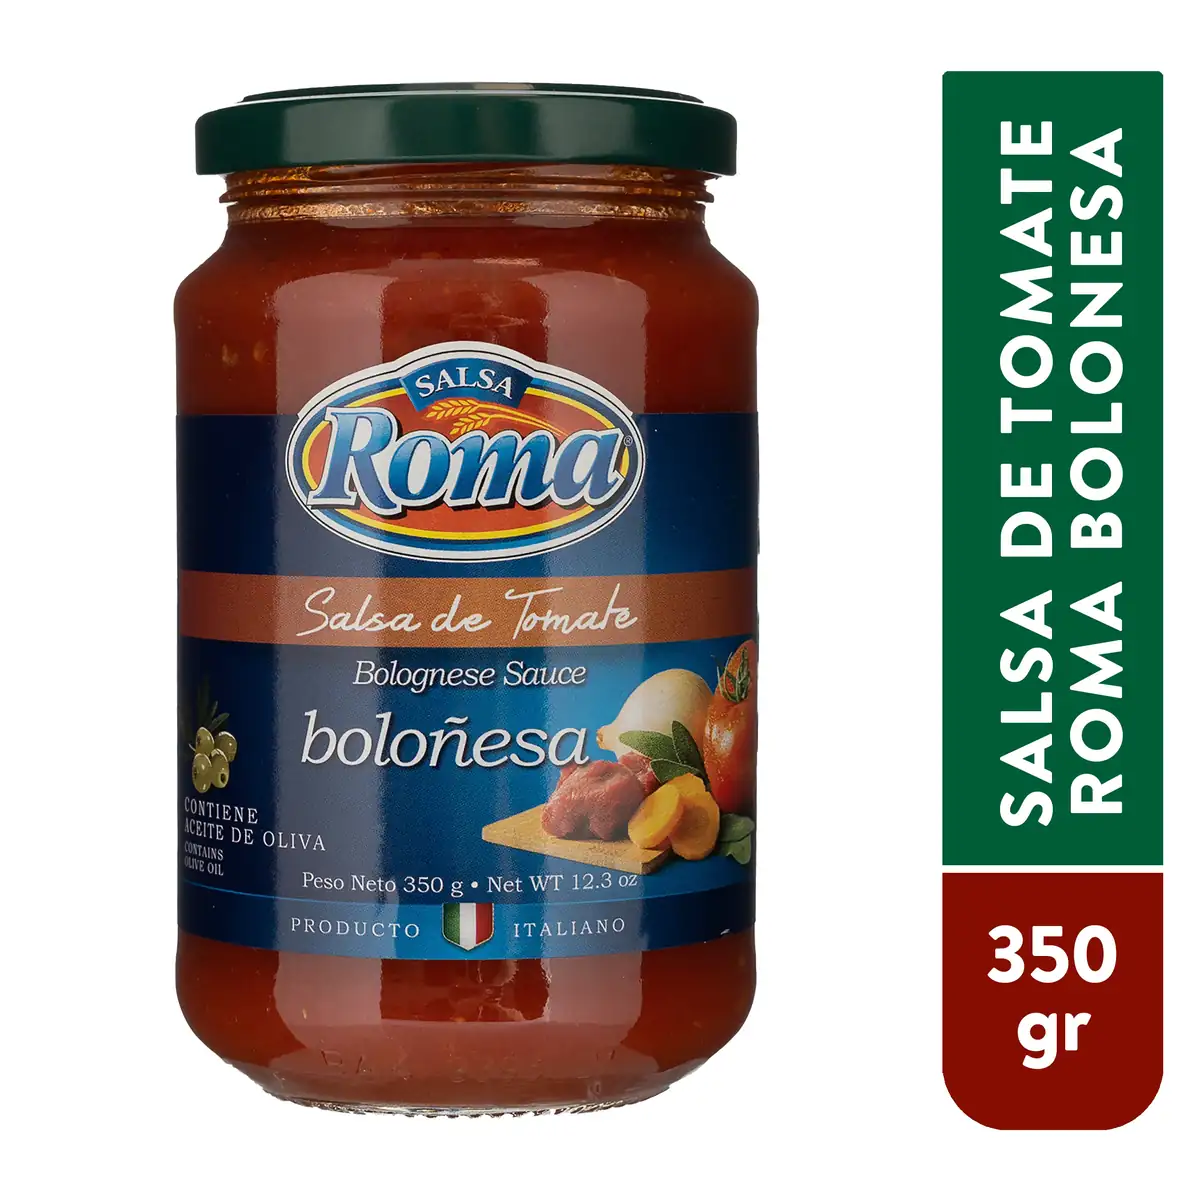 SALSA
Roma®
Salsa de Tomate
Bolognese Sauce
boloñesa
CONTIENE
ACEITE DE OLIVA
CONTAINS
OLIVE OIL
Peso Neto 350 g • Net WT 12.3 oz
PRODUCTO ITALIANO
SALSA DE TOMATE
ROMA BOLONESA
350
gr